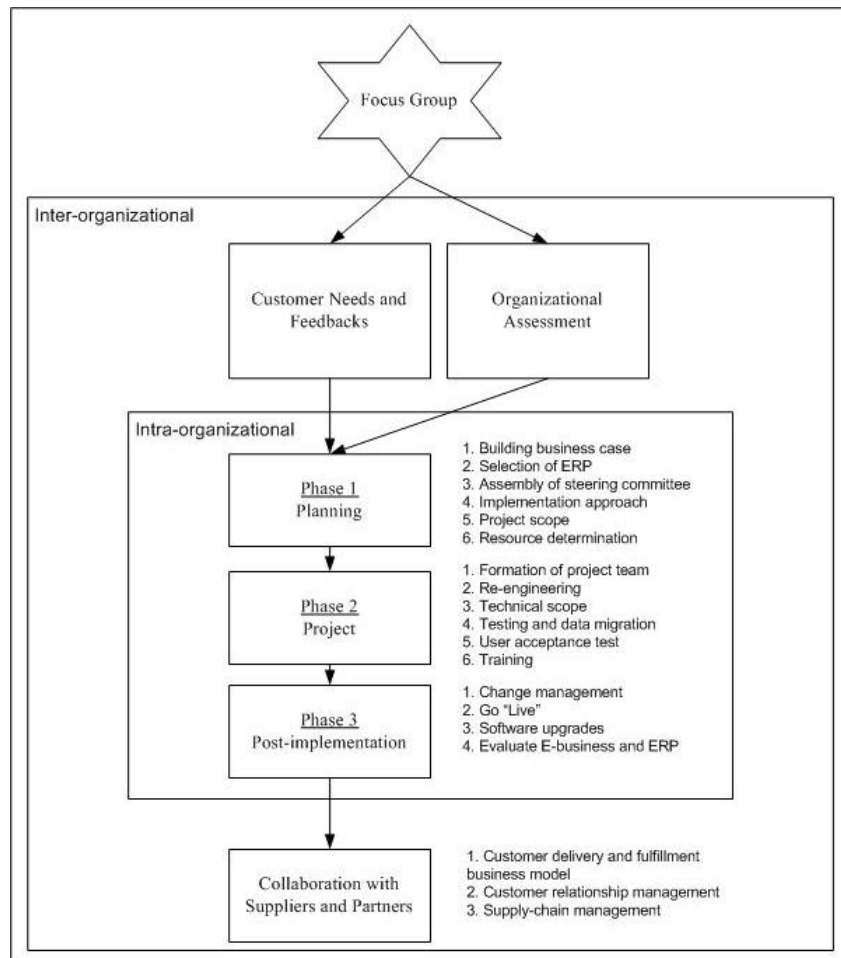 Focus Group
Inter-organizational
Customer Needs and
Feedbacks
Organizational
Assessment
Intra-organizational
Phase 1
Planning
1. Building business case
2. Selection of ERP
3. Assembly of steering committee
4. Implementation approach
5. Project scope
6. Resource determination
Phase 2
Project
1. Formation of project team
2. Re-engineering
3. Technical scope
4. Testing and data migration
5. User acceptance test
6. Training
Phase 3
Post-implementation
1. Change management
2. Go “Live”
3. Software upgrades
4. Evaluate E-business and ERP
Collaboration with
Suppliers and Partners
1. Customer delivery and fulfillment
business model
2. Customer relationship management
3. Supply-chain management